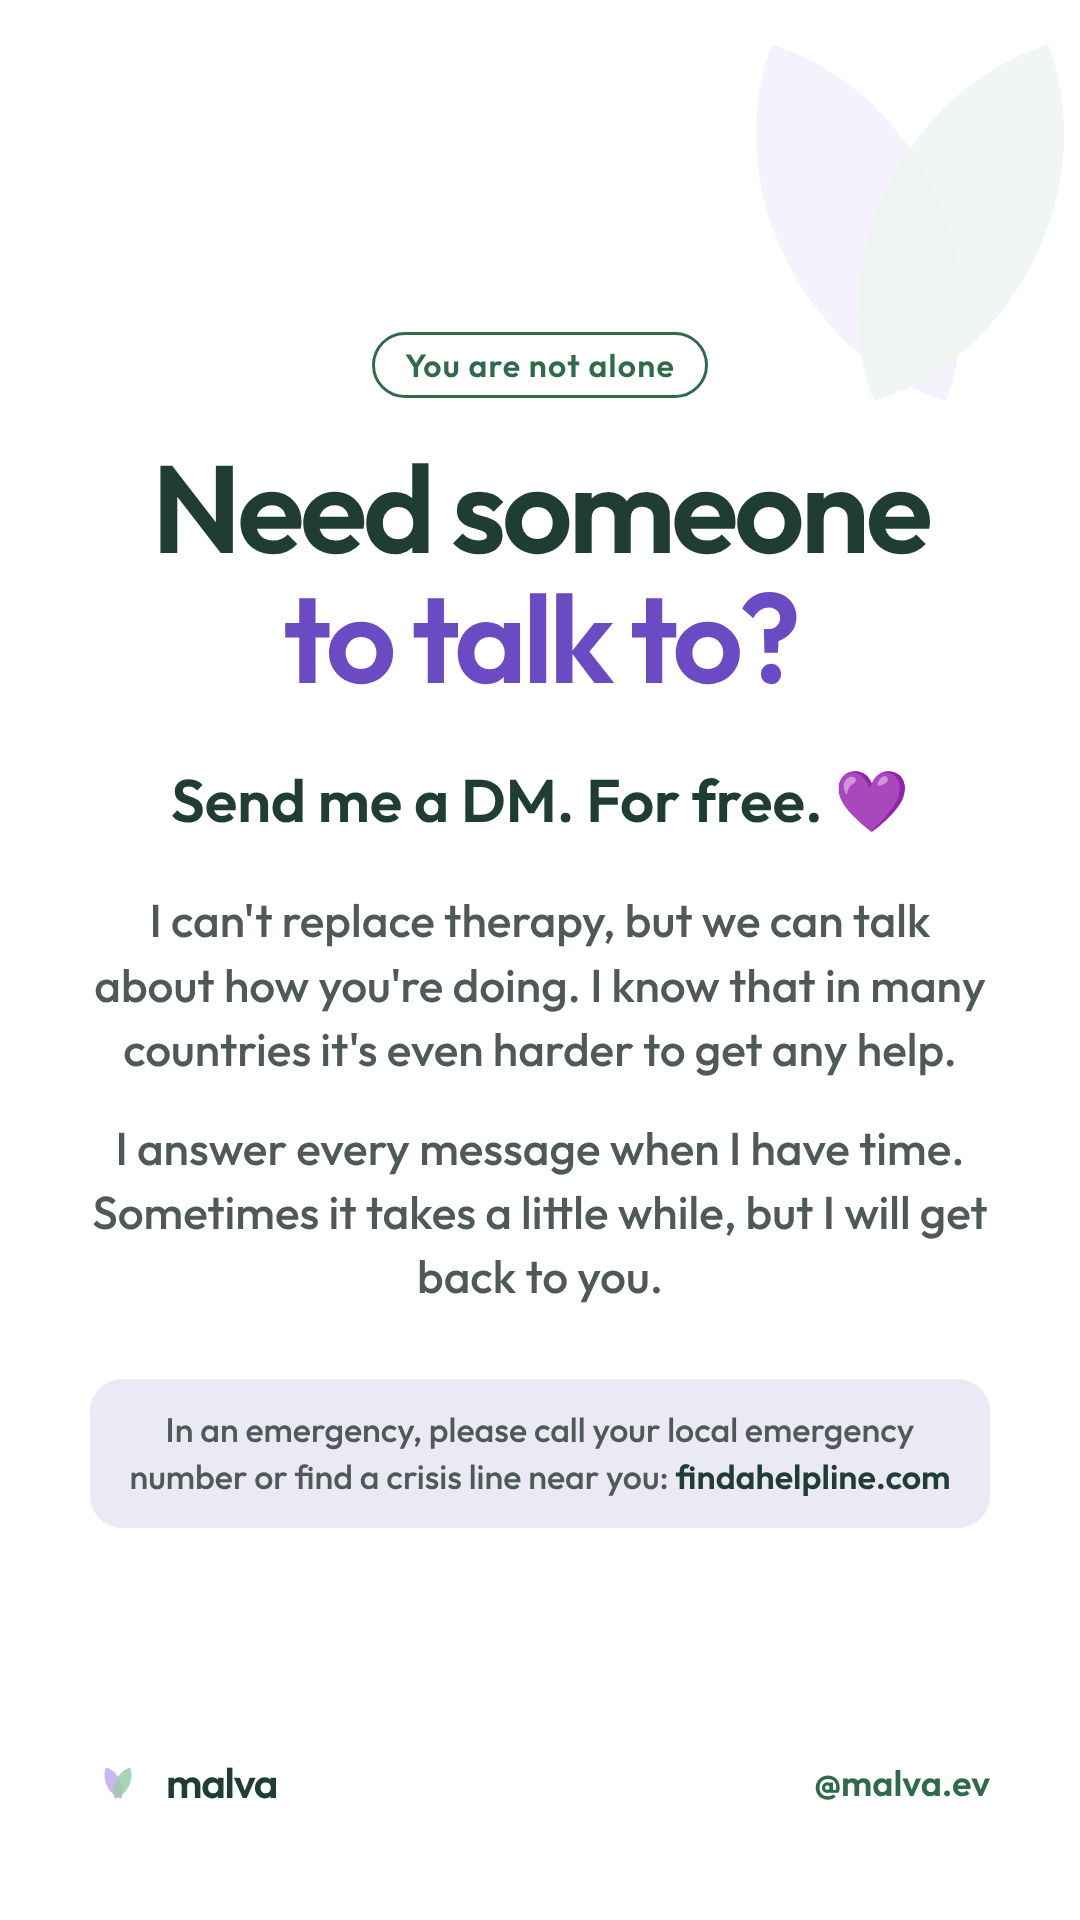 You are not alone
Need someone
to talk to?
Send me a DM. For free. 💜
I can't replace therapy, but we can talk
about how you're doing. I know that in many
countries it's even harder to get any help.
I answer every message when I have time.
Sometimes it takes a little while, but I will get
back to you.
In an emergency, please call your local emergency
number or find a crisis line near you: findahelpline.com
malva
@malva.ev